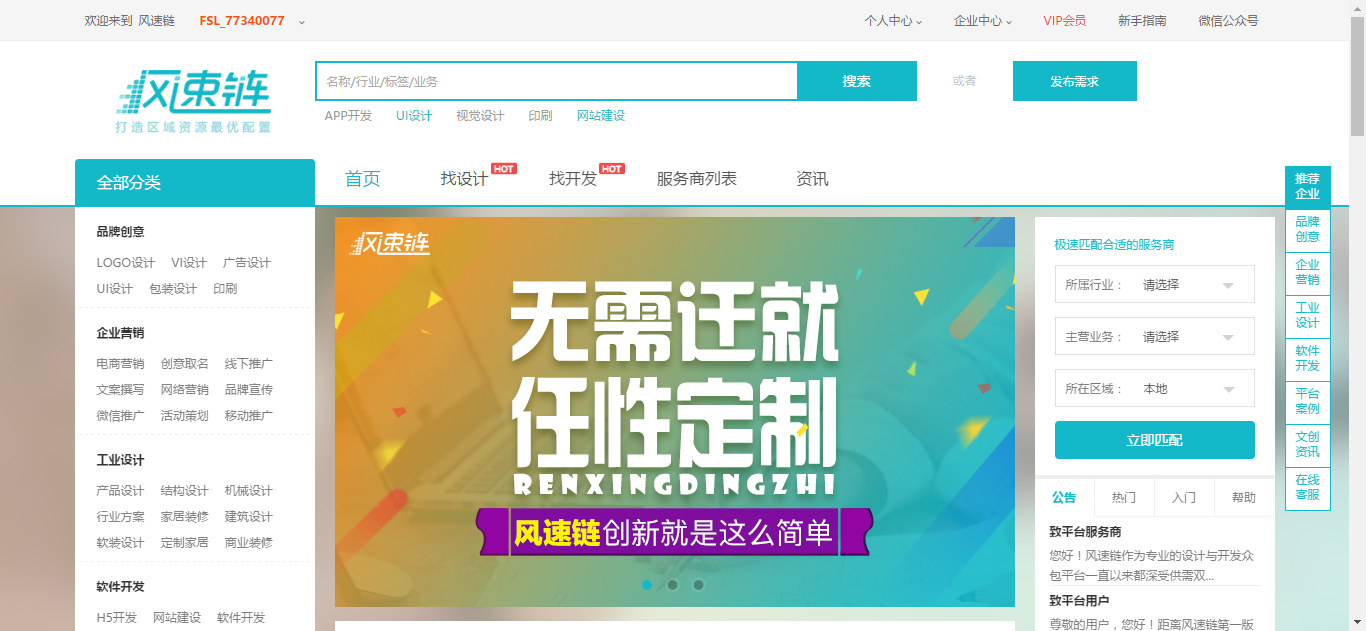 欢迎来到 风速链 FSL_77340077
个人中心 企业中心 VIP会员 新手指南 微信公众号
风速链
打造区域资源最优配置
名称/行业/标签/业务 搜索 或者 发布需求
APP开发 UI设计 视觉设计 印刷 网站建设
全部分类 首页 找设计 HOT 找开发 HOT 服务商列表 资讯
品牌创意
LOGO设计 VI设计 广告设计
UI设计 包装设计 印刷
企业营销
电商营销 创意取名 线下推广
文案撰写 网络营销 品牌宣传
微信推广 活动策划 移动推广
工业设计
产品设计 结构设计 机械设计
行业方案 家居装修 建筑设计
软装设计 定制家居 商业装修
软件开发
H5开发 网站建设 软件开发
风速链
无需迁就
任性定制
RENXINGDINGZHI
风速链创新就是这么简单
极速匹配合适的服务商
所属行业： 请选择
主营业务： 请选择
所在区域： 本地
立即匹配
公告 热门 入门 帮助
致平台服务商
您好！风速链作为专业的设计与开发众
包平台一直以来都深受供需双...
致平台用户
尊敬的用户，您好！距离风速链第一版
推荐
企业
品牌
创意
企业
营销
工业
设计
软件
开发
平台
案例
文创
资讯
在线
客服